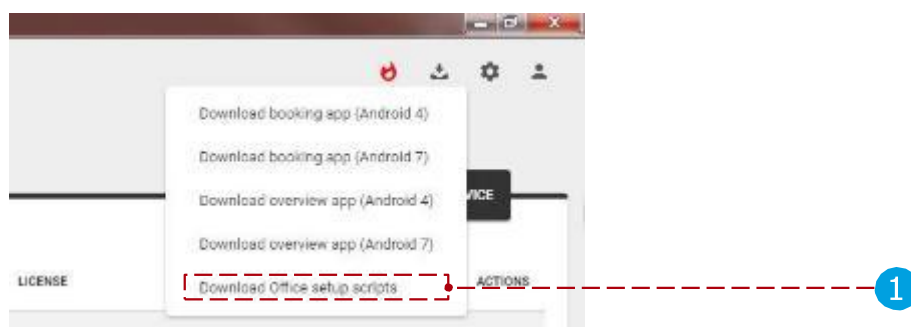 Download booking app (Android 4)
Download booking app (Android 7)
Download overview app (Android 4)
VICE
Download overview app (Android 7)
LICENSE
Download Office setup scripts
ACTIONS
1